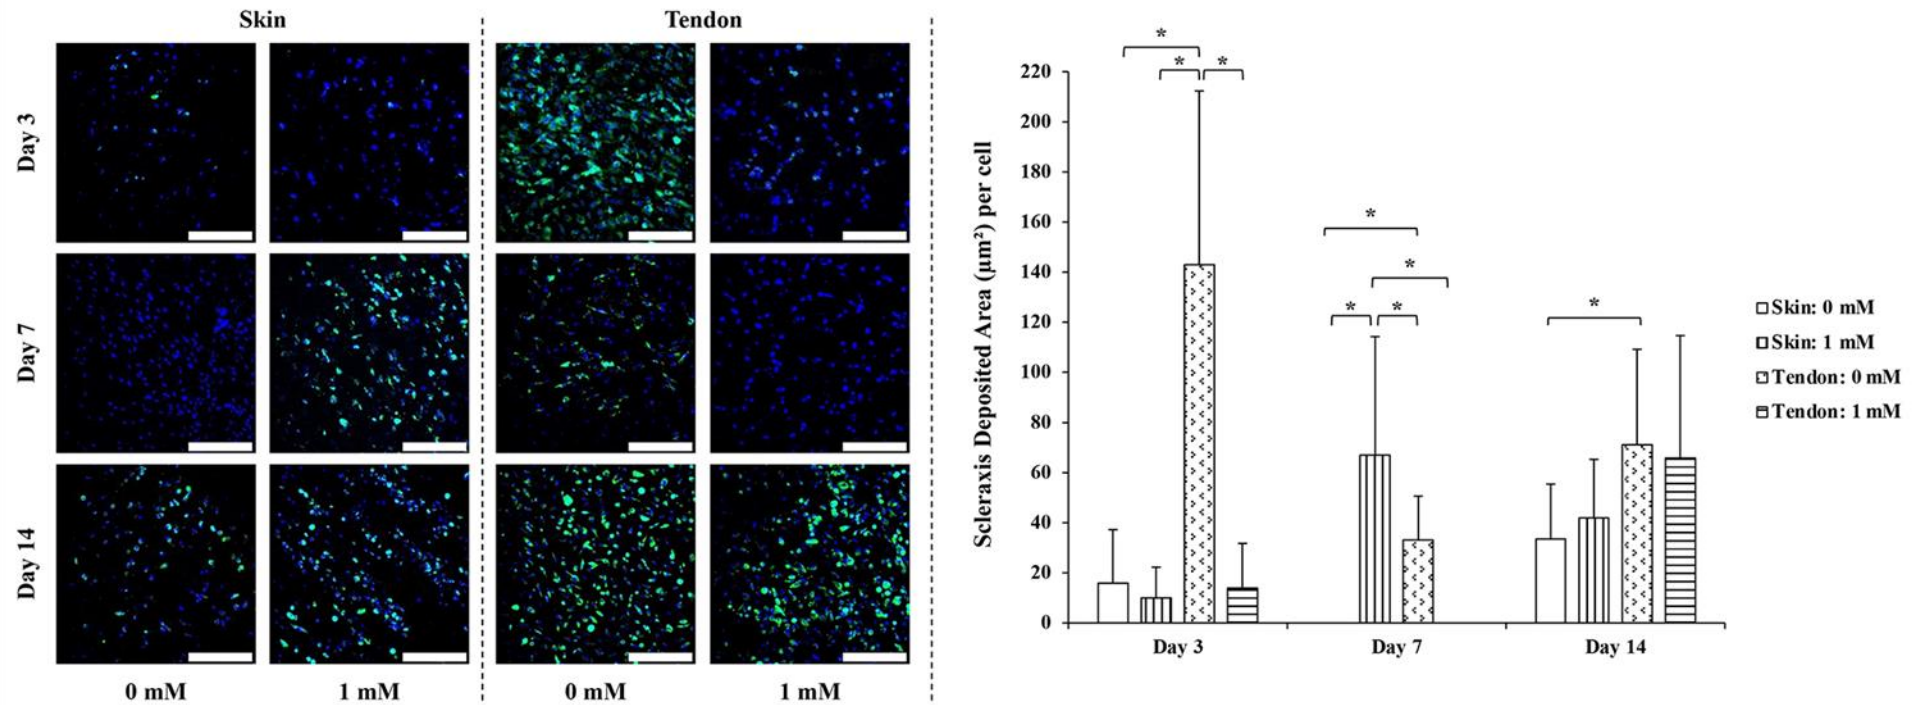 Skin
Tendon
Day 3
Day 7
Day 14
0 mM
1 mM
0 mM
1 mM
Scleraxis Deposited Area (µm²) per cell
220
200
180
160
140
120
100
80
60
40
20
0
*
*
*
*
*
*
*
*
Day 3
Day 7
Day 14
Skin: 0 mM
Skin: 1 mM
Tendon: 0 mM
Tendon: 1 mM